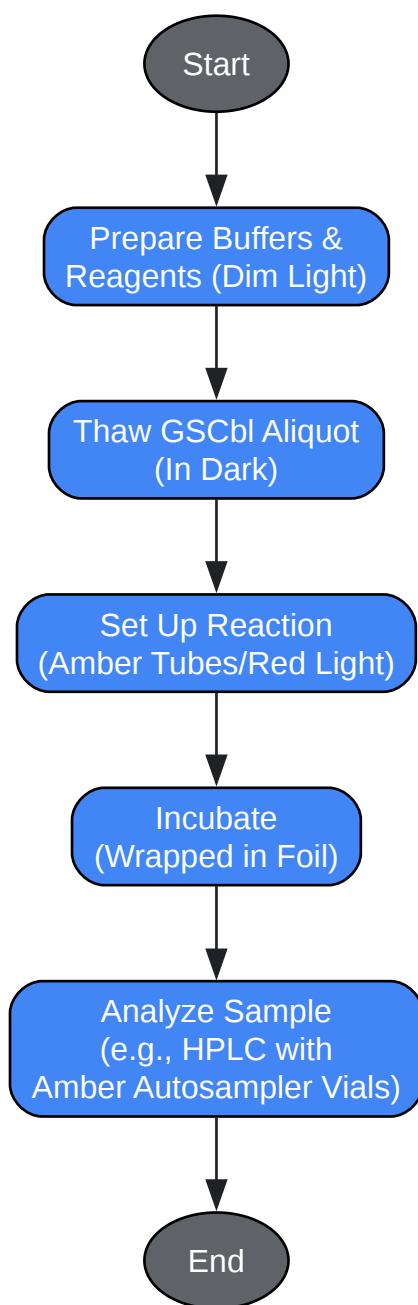 Start
Prepare Buffers &
Reagents (Dim Light)
Thaw GSCbl Aliquot
(In Dark)
Set Up Reaction
(Amber Tubes/Red Light)
Incubate
(Wrapped in Foil)
Analyze Sample
(e.g., HPLC with
Amber Autosampler Vials)
End